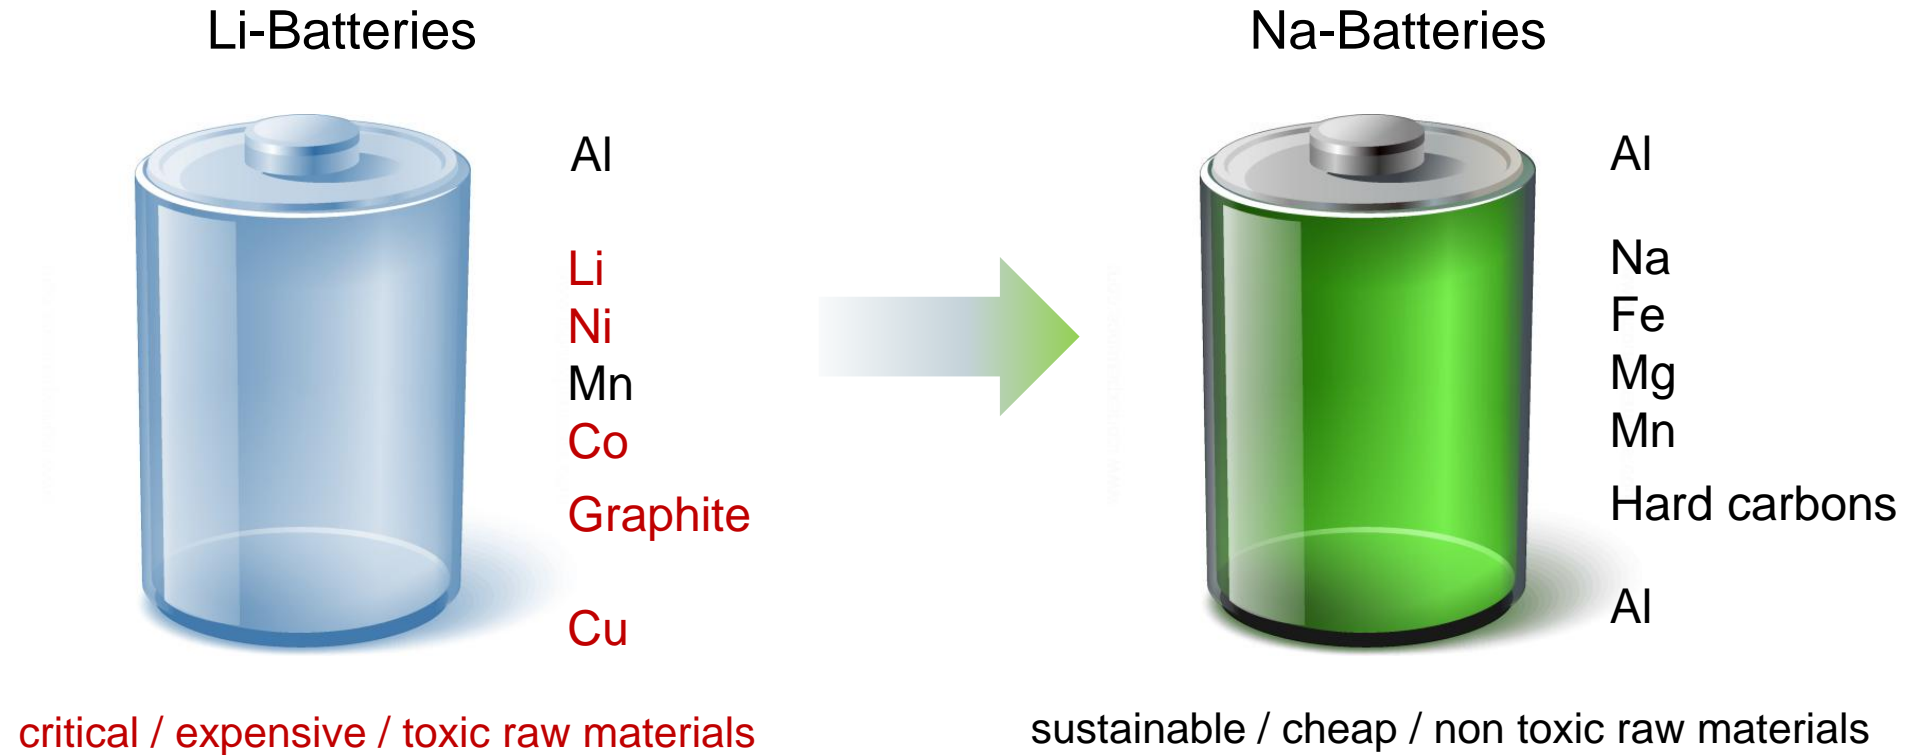 Li-Batteries
Al
Li
Ni
Mn
Co
Graphite
Cu
critical / expensive / toxic raw materials
Na-Batteries
Al
Na
Fe
Mg
Mn
Hard carbons
Al
sustainable / cheap / non toxic raw materials